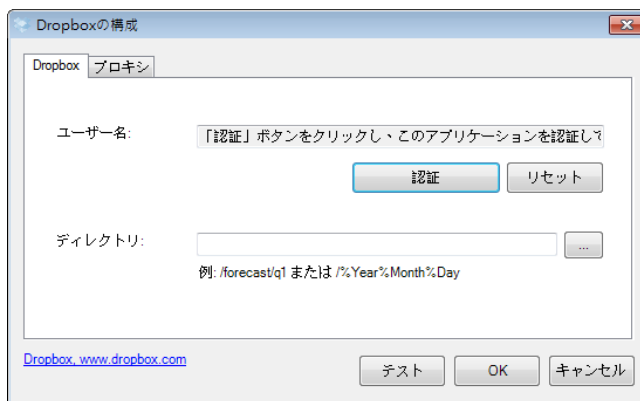 Dropboxの構成
Dropbox プロキシ
ユーザー名: 「認証」ボタンをクリックし、このアプリケーションを認証して
認証 リセット
ディレクトリ: ...
例: /forecast/q1 または /%Year%Month%Day
Dropbox, www.dropbox.com テスト OK キャンセル